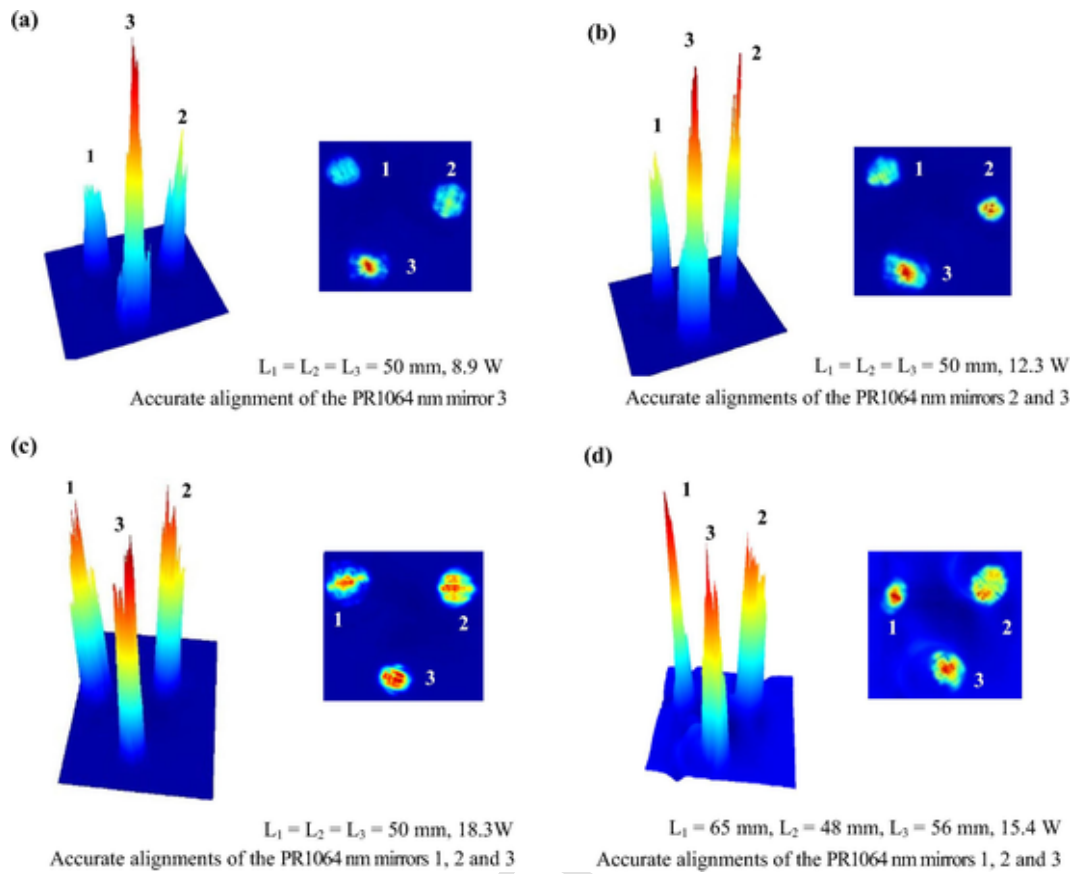 (a)
3
2
1
1
2
3
L₁ = L₂ = L₃ = 50 mm, 8.9 W
Accurate alignment of the PR1064 nm mirror 3
(b)
3
2
1
1
2
3
L₁ = L₂ = L₃ = 50 mm, 12.3 W
Accurate alignments of the PR1064 nm mirrors 2 and 3
(c)
1
2
3
1
2
3
L₁ = L₂ = L₃ = 50 mm, 18.3W
Accurate alignments of the PR1064 nm mirrors 1, 2 and 3
(d)
1
2
3
1
2
3
L₁ = 65 mm, L₂ = 48 mm, L₃ = 56 mm, 15.4 W
Accurate alignments of the PR1064 nm mirrors 1, 2 and 3